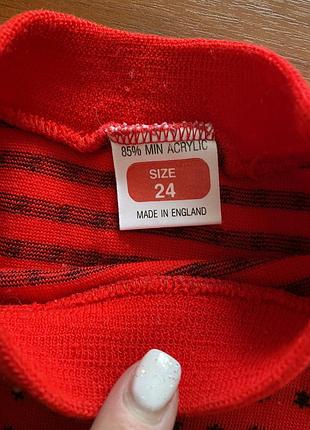 85% MIN ACRYLIC
SIZE
24
MADE IN ENGLAND